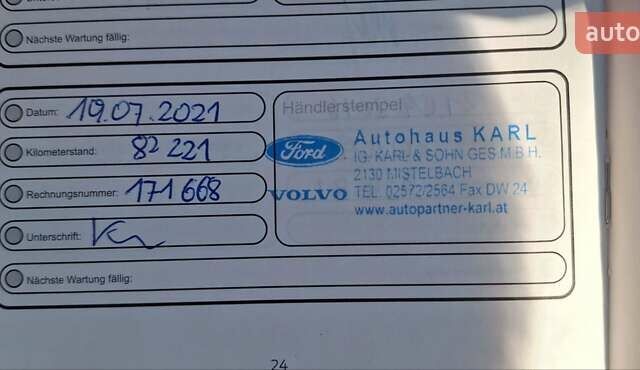 Nächste Wartung fällig:
auto
Datum: 19.07.2021
Händlerstempel
Kilometerstand: 82 221
Ford
Autohaus KARL
IG. KARL & SOHN GES.M.B.H.
2130 MISTELBACH
Rechnungsnummer: 171 668
VOLVO
TEL. 02572/2564 Fax DW 24
www.autopartner-karl.at
Unterschrift:
Nächste Wartung fällig:
24